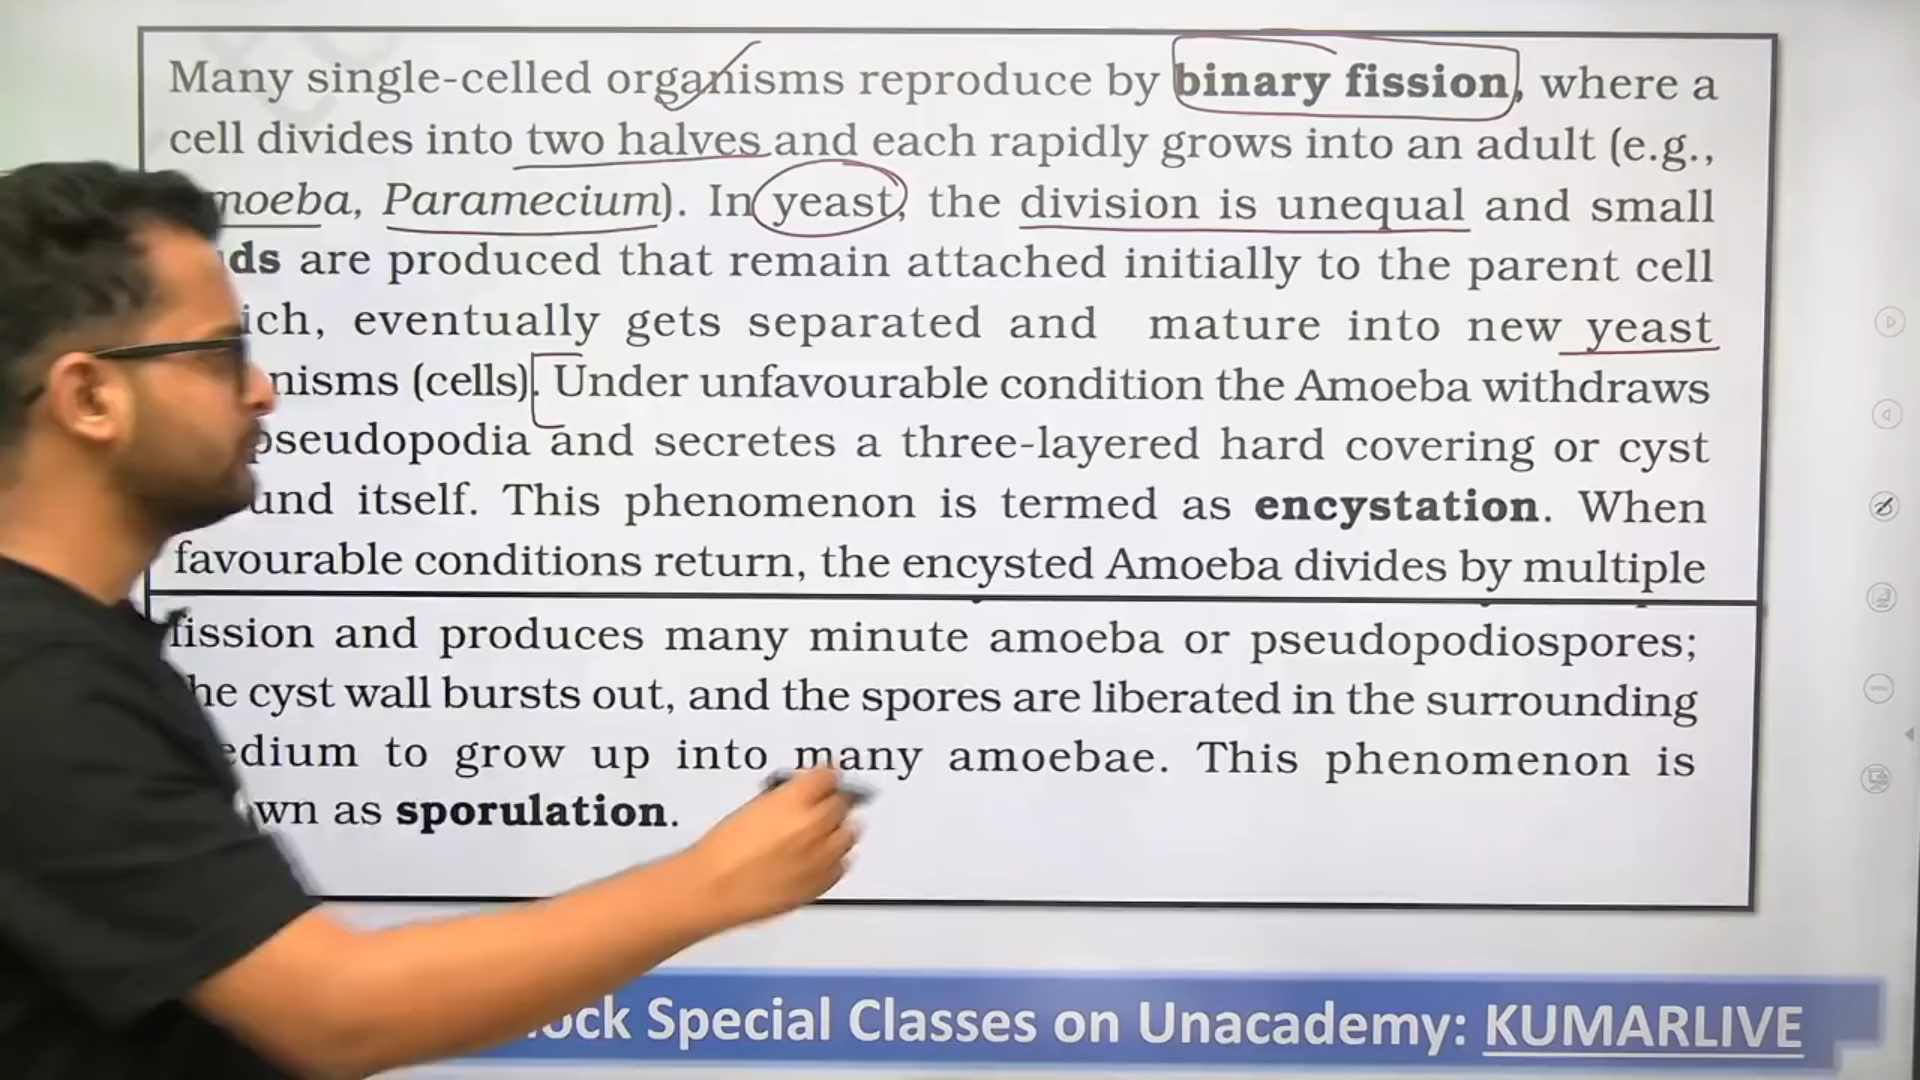 Many single-celled organisms reproduce by binary fission, where a
cell divides into two halves and each rapidly grows into an adult (e.g.,
moeba, Paramecium). In yeast, the division is unequal and small
ds are produced that remain attached initially to the parent cell
ich, eventually gets separated and mature into new yeast
nisms (cells). Under unfavourable condition the Amoeba withdraws
pseudopodia and secretes a three-layered hard covering or cyst
und itself. This phenomenon is termed as encystation. When
favourable conditions return, the encysted Amoeba divides by multiple
fission and produces many minute amoeba or pseudopodiospores;
he cyst wall bursts out, and the spores are liberated in the surrounding
edium to grow up into many amoebae. This phenomenon is
wn as sporulation.
ock Special Classes on Unacademy: KUMARLIVE